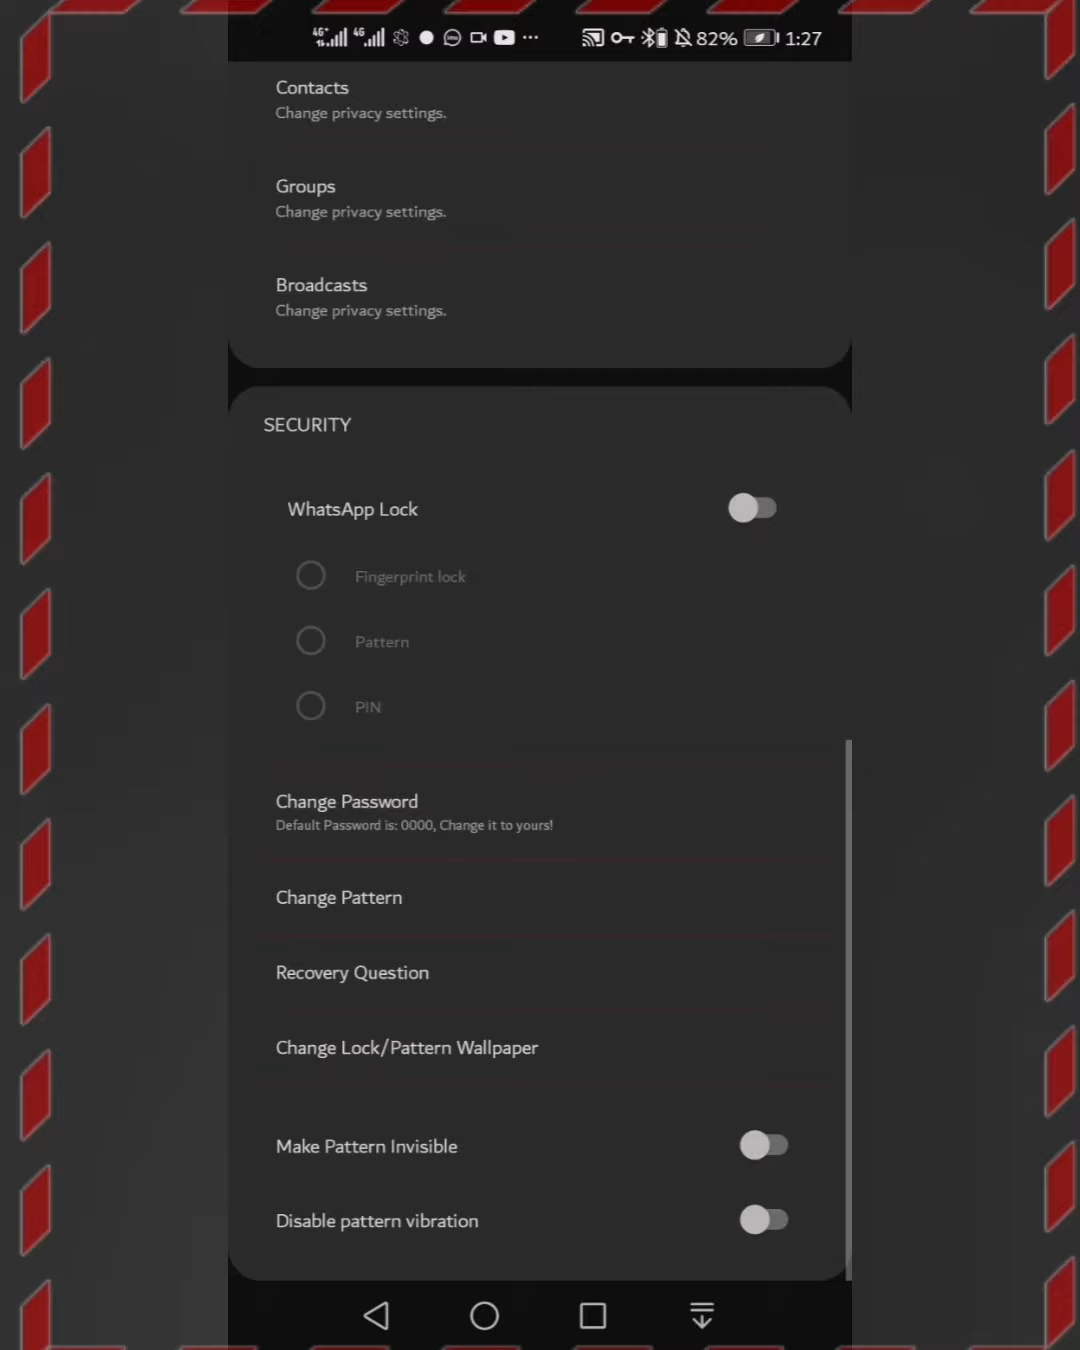 4G+ 4G 82% 1:27
Contacts
Change privacy settings.
Groups
Change privacy settings.
Broadcasts
Change privacy settings.
SECURITY
WhatsApp Lock
Fingerprint lock
Pattern
PIN
Change Password
Default Password is: 0000, Change it to yours!
Change Pattern
Recovery Question
Change Lock/Pattern Wallpaper
Make Pattern Invisible
Disable pattern vibration